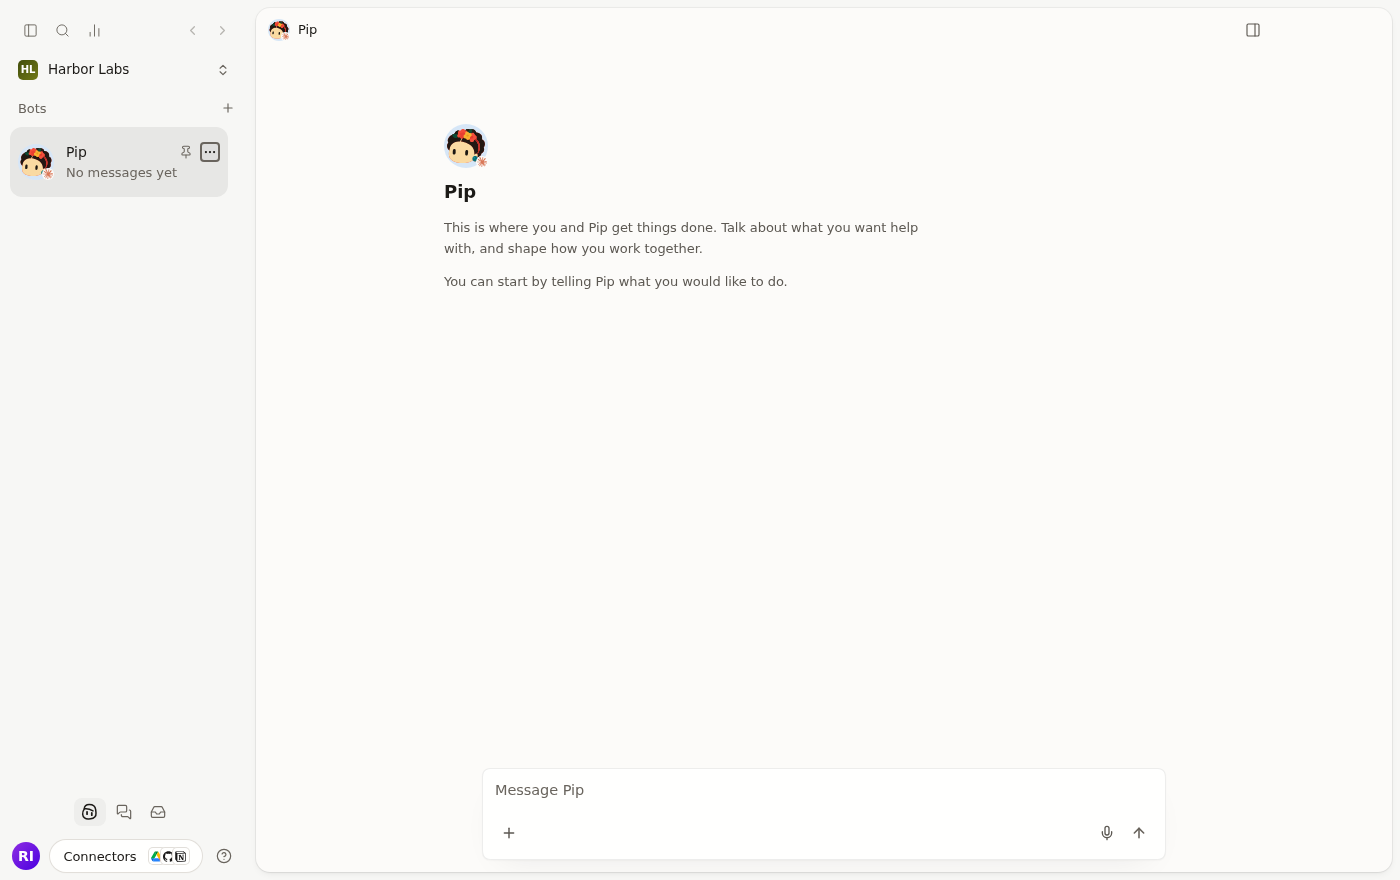 Pip
HL
Harbor Labs
Bots
Pip
No messages yet
Pip
This is where you and Pip get things done. Talk about what you want help
with, and shape how you work together.
You can start by telling Pip what you would like to do.
Message Pip
RI
Connectors